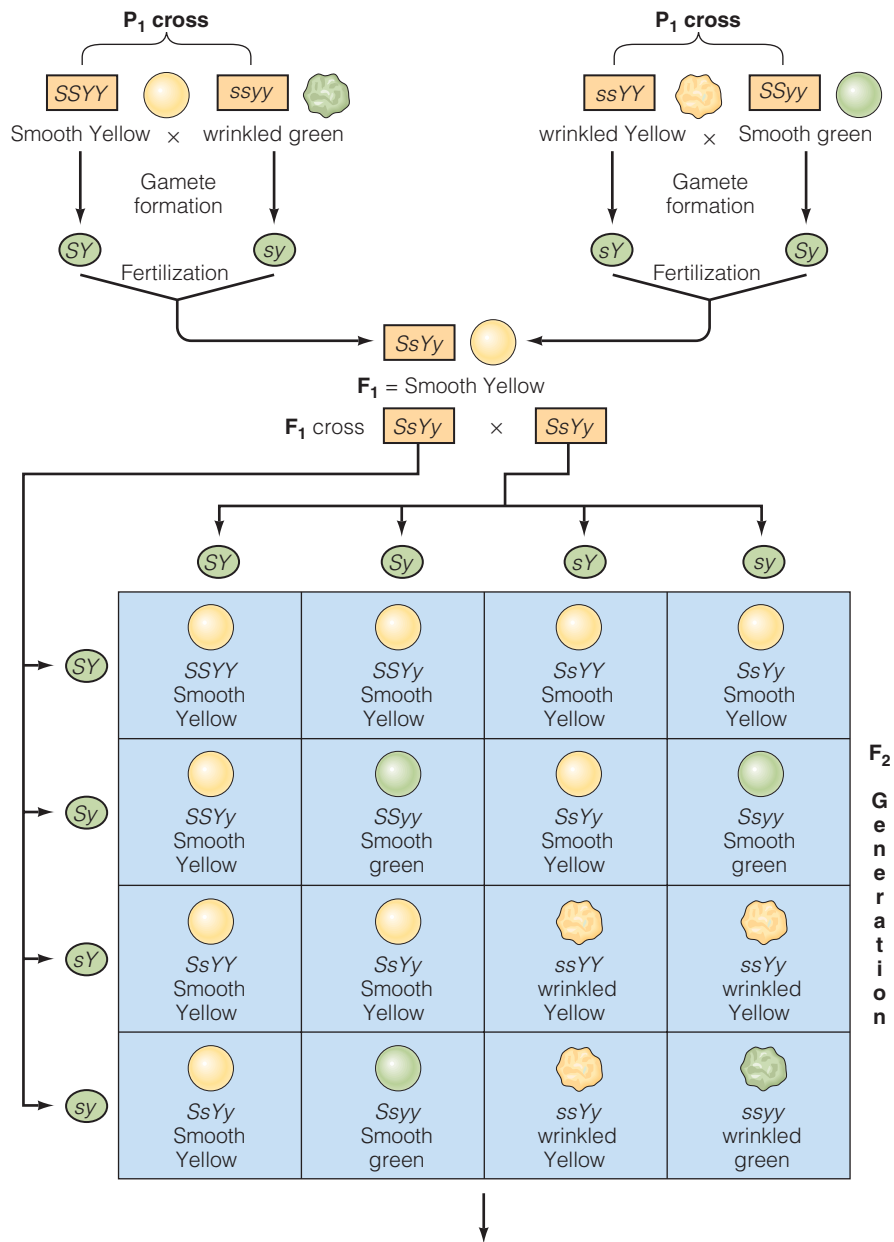 P1 cross
SSYY ssyy
Smooth Yellow × wrinkled green
Gamete
formation
SY sy
Fertilization
P1 cross
ssYY SSyy
wrinkled Yellow × Smooth green
Gamete
formation
sY Sy
Fertilization
SsYy
F1 = Smooth Yellow
F1 cross SsYy × SsYy
SY Sy sY sy
SY
SSYY SSYy SsYY SsYy
Smooth Smooth Smooth Smooth
Yellow Yellow Yellow Yellow
Sy
SSYy SSyy SsYy Ssyy
Smooth Smooth Smooth Smooth
Yellow green Yellow green
sY
SsYY SsYy ssYY ssYy
Smooth Smooth wrinkled wrinkled
Yellow Yellow Yellow Yellow
sy
SsYy Ssyy ssYy ssyy
Smooth Smooth wrinkled wrinkled
Yellow green Yellow green
F2
G
e
n
e
r
a
t
i
o
n